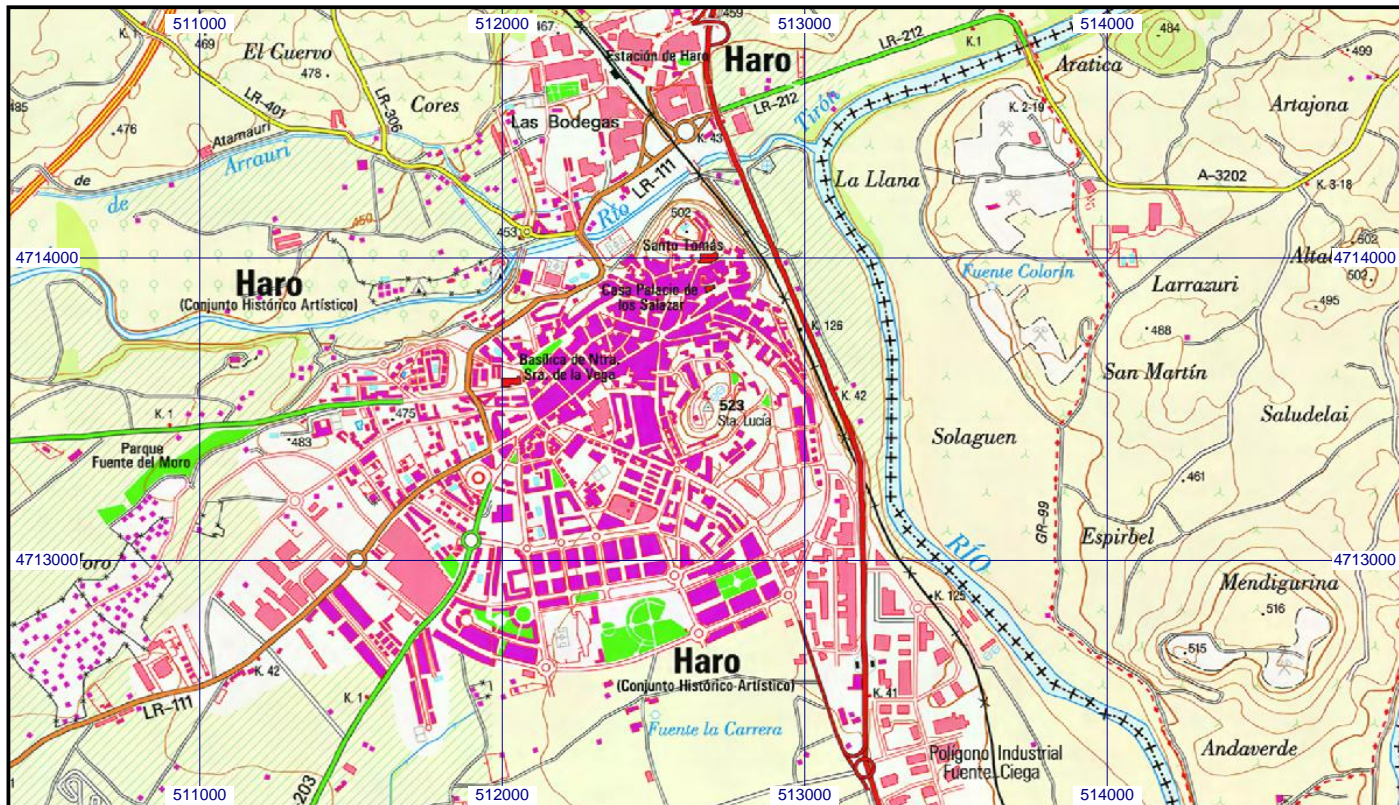 511000
512000
513000
514000
K. 1
469
El Cuervo
478
467
459
Estación de Haro
Haro
LR-212
K.1
484
499
Aratica
485
LR-401
LR-306
Cores
LR-212
Tirón
K. 2-19
Artajona
476
Atamauri
Las Bodegas
K. 43
Arrauri
LR-111
La Llana
A-3202
K. 3-18
de
de
450
453
Río
502
Santo Tomás
502
4714000
4714000
Fuente Colorín
502
Haro
(Conjunto Histórico Artístico)
Casa Palacio de
los Salazar
Larrazuri
495
K. 126
488
Basílica de Ntra.
Sra. de la Vega
San Martín
K. 1
475
523
Sta. Lucía
K. 42
Saludelai
483
Solaguen
Parque
Fuente del Moro
461
GR-99
Espirbel
RÍO
4713000
4713000
Mendigurina
K. 125
516
515
Haro
(Conjunto Histórico-Artístico)
K. 42
K. 1
K. 41
LR-111
Fuente la Carrera
Andaverde
Polígono Industrial
Fuente Ciega
203
511000
512000
513000
514000